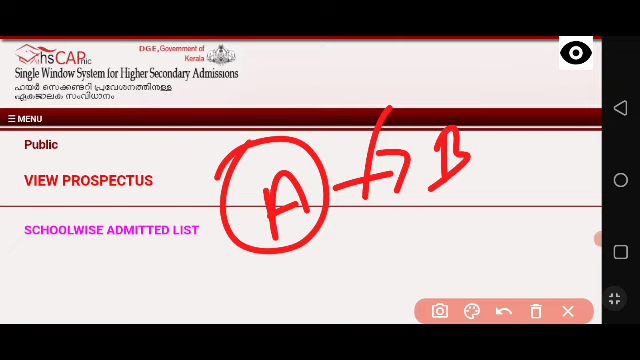 hsCAP nic
DGE, Government of
Kerala
Single Window System for Higher Secondary Admissions
ഹയർ സെക്കണ്ടറി പ്രവേശനത്തിനുള്ള
ഏകജാലക സംവിധാനം
☰ MENU
Public
VIEW PROSPECTUS
SCHOOLWISE ADMITTED LIST
A
B